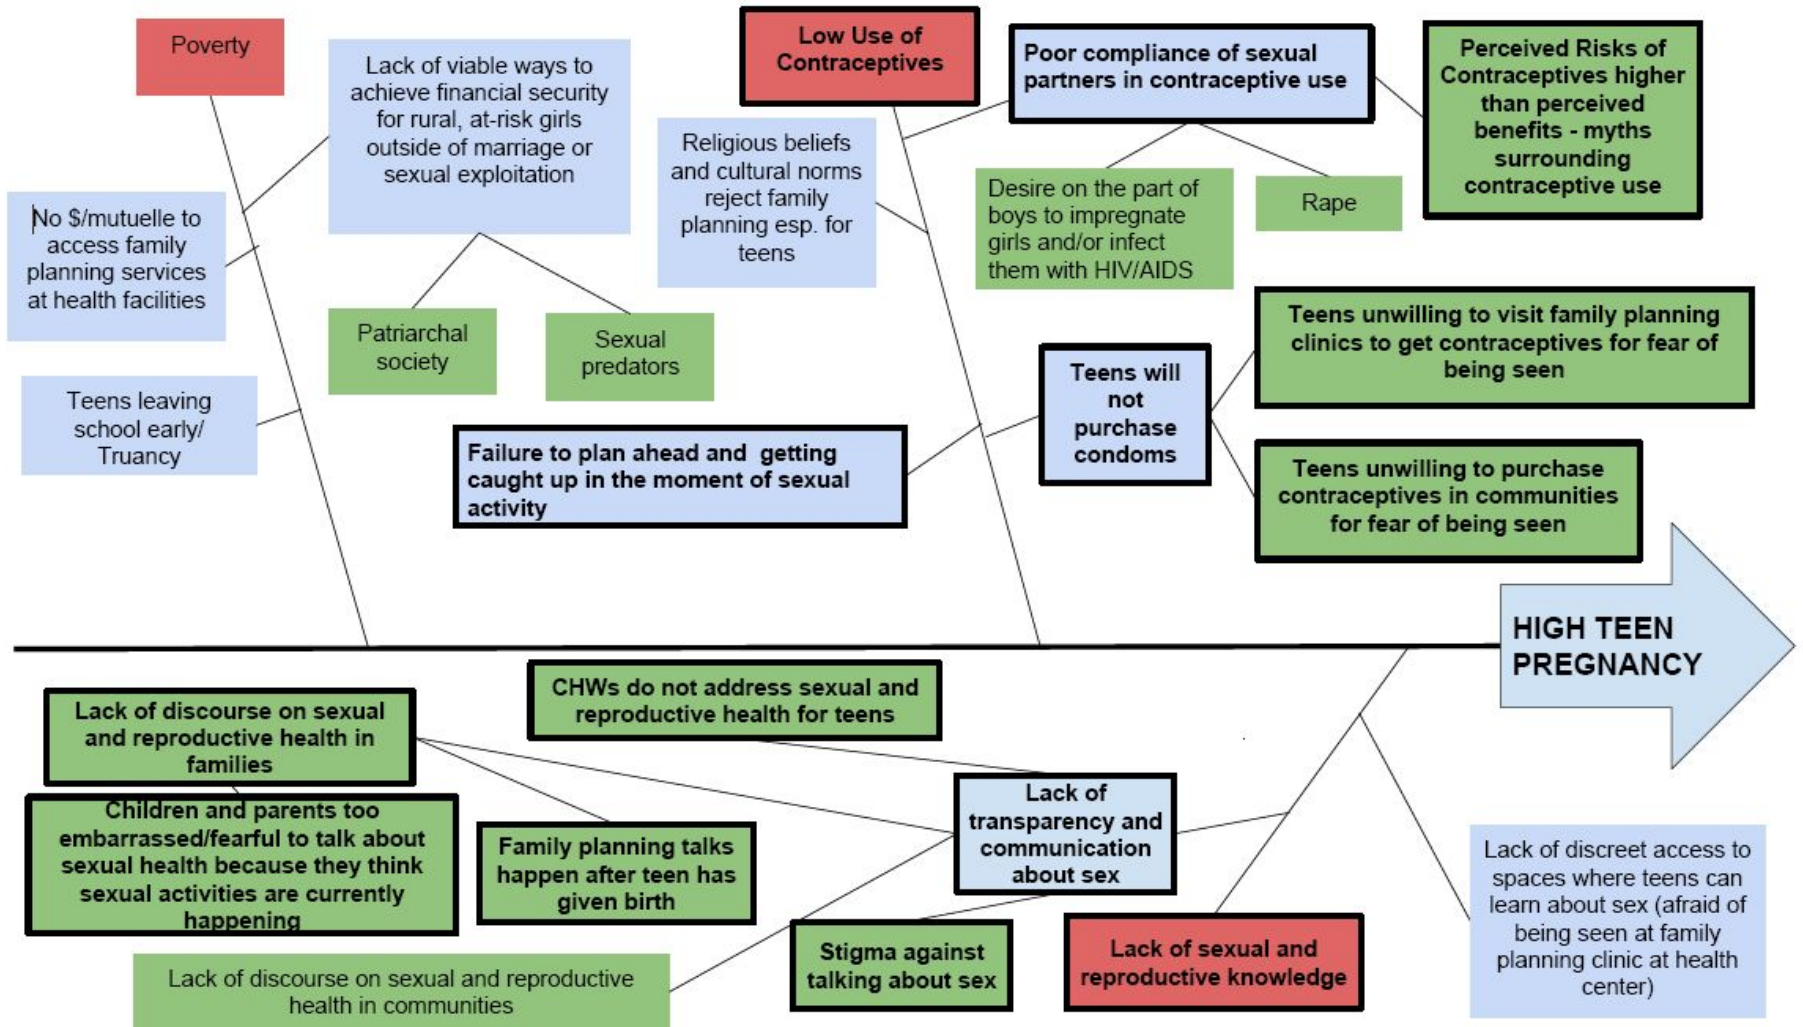 Poverty
Lack of viable ways to
achieve financial security
for rural, at-risk girls
outside of marriage or
sexual exploitation
No $/mutuelle to
access family
planning services
at health facilities
Patriarchal
society
Sexual
predators
Teens leaving
school early/
Truancy
Low Use of
Contraceptives
Poor compliance of sexual
partners in contraceptive use
Perceived Risks of
Contraceptives higher
than perceived
benefits - myths
surrounding
contraceptive use
Religious beliefs
and cultural norms
reject family
planning esp. for
teens
Desire on the part of
boys to impregnate
girls and/or infect
them with HIV/AIDS
Rape
Teens unwilling to visit family planning
clinics to get contraceptives for fear of
being seen
Teens will
not
purchase
condoms
Failure to plan ahead and getting
caught up in the moment of sexual
activity
Teens unwilling to purchase
contraceptives in communities
for fear of being seen
HIGH TEEN
PREGNANCY
CHWs do not address sexual and
reproductive health for teens
Lack of discourse on sexual
and reproductive health in
families
Children and parents too
embarrassed/fearful to talk about
sexual health because they think
sexual activities are currently
happening
Family planning talks
happen after teen has
given birth
Lack of
transparency and
communication
about sex
Lack of discourse on sexual and reproductive
health in communities
Stigma against
talking about sex
Lack of sexual and
reproductive knowledge
Lack of discreet access to
spaces where teens can
learn about sex (afraid of
being seen at family
planning clinic at health
center)